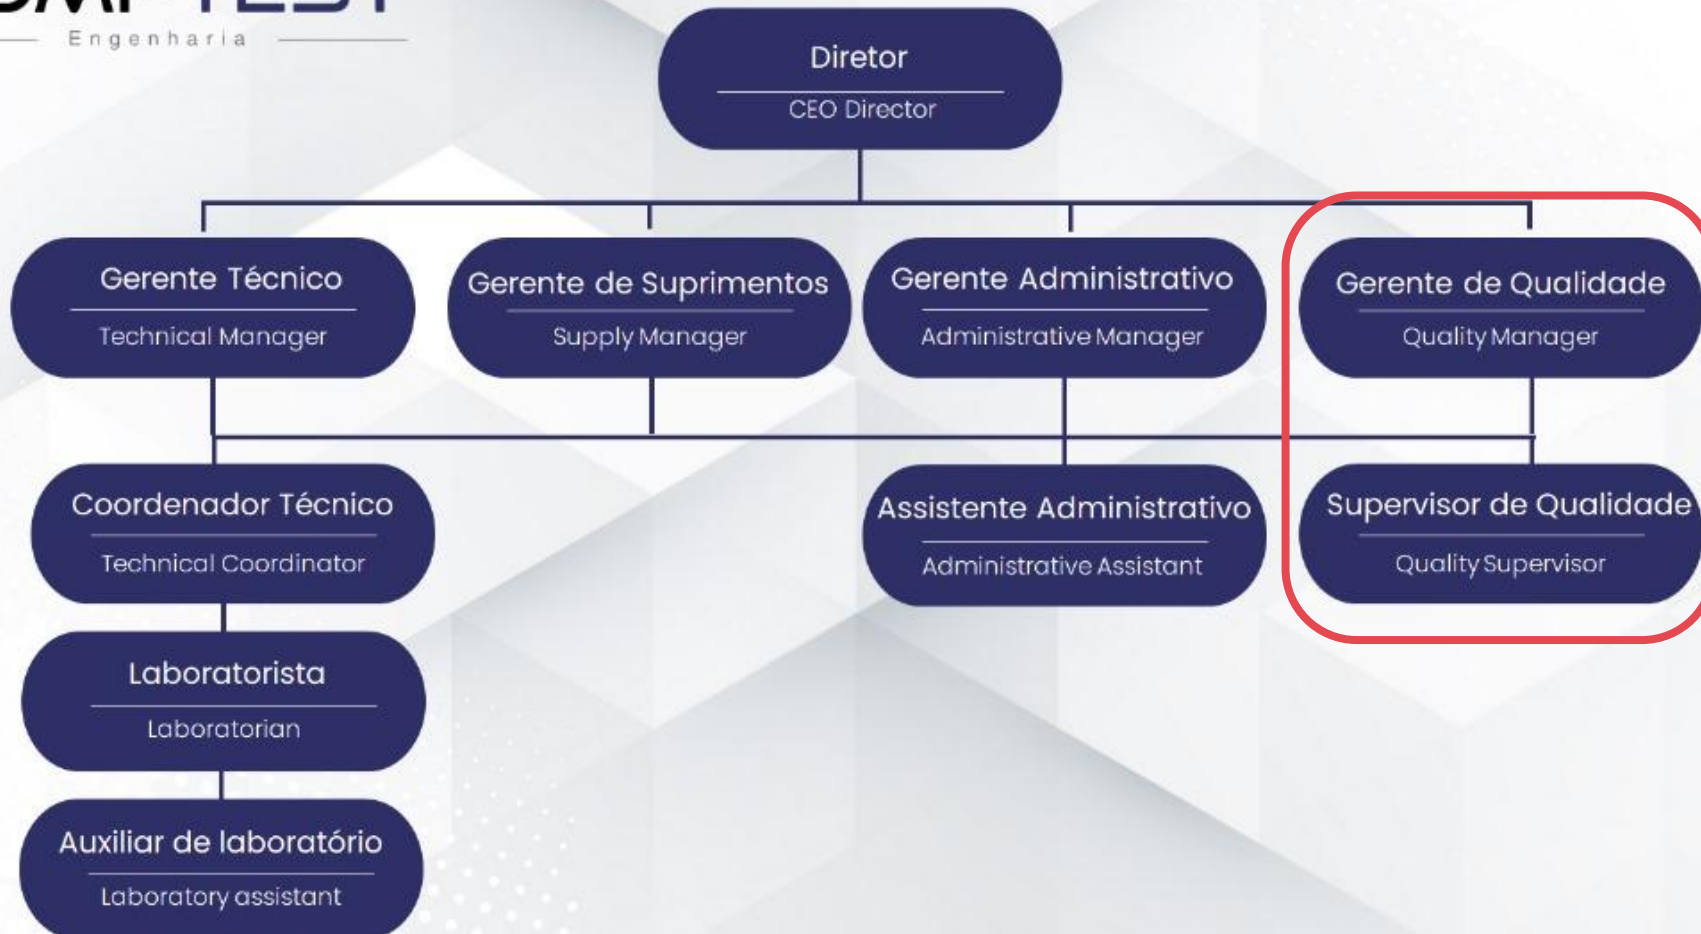 TEST
Engenharia
Diretor
CEO Director
Gerente Técnico
Technical Manager
Gerente de Suprimentos
Supply Manager
Gerente Administrativo
Administrative Manager
Gerente de Qualidade
Quality Manager
Coordenador Técnico
Technical Coordinator
Assistente Administrativo
Administrative Assistant
Supervisor de Qualidade
Quality Supervisor
Laboratorista
Laboratorian
Auxiliar de laboratório
Laboratory assistant